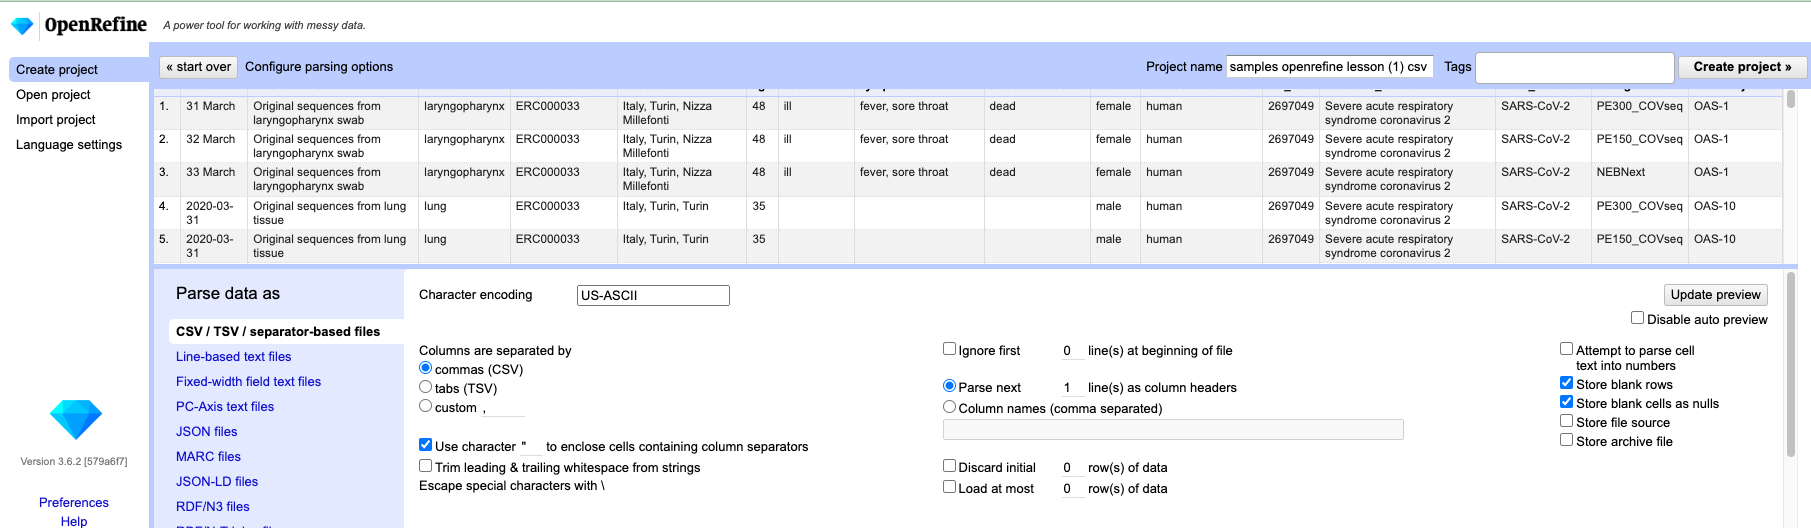 OpenRefine A power tool for working with messy data.
Create project
Open project
Import project
Language settings
Version 3.6.2 [579a6f7]
Preferences
Help
« start over Configure parsing options Project name samples openrefine lesson (1) csv Tags Create project »
1. 31 March Original sequences from laryngopharynx ERC000033 Italy, Turin, Nizza 48 ill fever, sore throat dead female human 2697049 Severe acute respiratory SARS-CoV-2 PE300_COVseq OAS-1
laryngopharynx swab Millefonti syndrome coronavirus 2
2. 32 March Original sequences from laryngopharynx ERC000033 Italy, Turin, Nizza 48 ill fever, sore throat dead female human 2697049 Severe acute respiratory SARS-CoV-2 PE150_COVseq OAS-1
laryngopharynx swab Millefonti syndrome coronavirus 2
3. 33 March Original sequences from laryngopharynx ERC000033 Italy, Turin, Nizza 48 ill fever, sore throat dead female human 2697049 Severe acute respiratory SARS-CoV-2 NEBNext OAS-1
laryngopharynx swab Millefonti syndrome coronavirus 2
4. 2020-03- Original sequences from lung lung ERC000033 Italy, Turin, Turin 35 male human 2697049 Severe acute respiratory SARS-CoV-2 PE300_COVseq OAS-10
31 tissue syndrome coronavirus 2
5. 2020-03- Original sequences from lung lung ERC000033 Italy, Turin, Turin 35 male human 2697049 Severe acute respiratory SARS-CoV-2 PE150_COVseq OAS-10
31 tissue syndrome coronavirus 2
Parse data as
CSV / TSV / separator-based files
Line-based text files
Fixed-width field text files
PC-Axis text files
JSON files
MARC files
JSON-LD files
RDF/N3 files
Character encoding US-ASCII
Update preview
Disable auto preview
Columns are separated by
commas (CSV)
tabs (TSV)
custom ,
Use character " to enclose cells containing column separators
Trim leading & trailing whitespace from strings
Escape special characters with \
Ignore first 0 line(s) at beginning of file
Parse next 1 line(s) as column headers
Column names (comma separated)
Discard initial 0 row(s) of data
Load at most 0 row(s) of data
Attempt to parse cell
text into numbers
Store blank rows
Store blank cells as nulls
Store file source
Store archive file